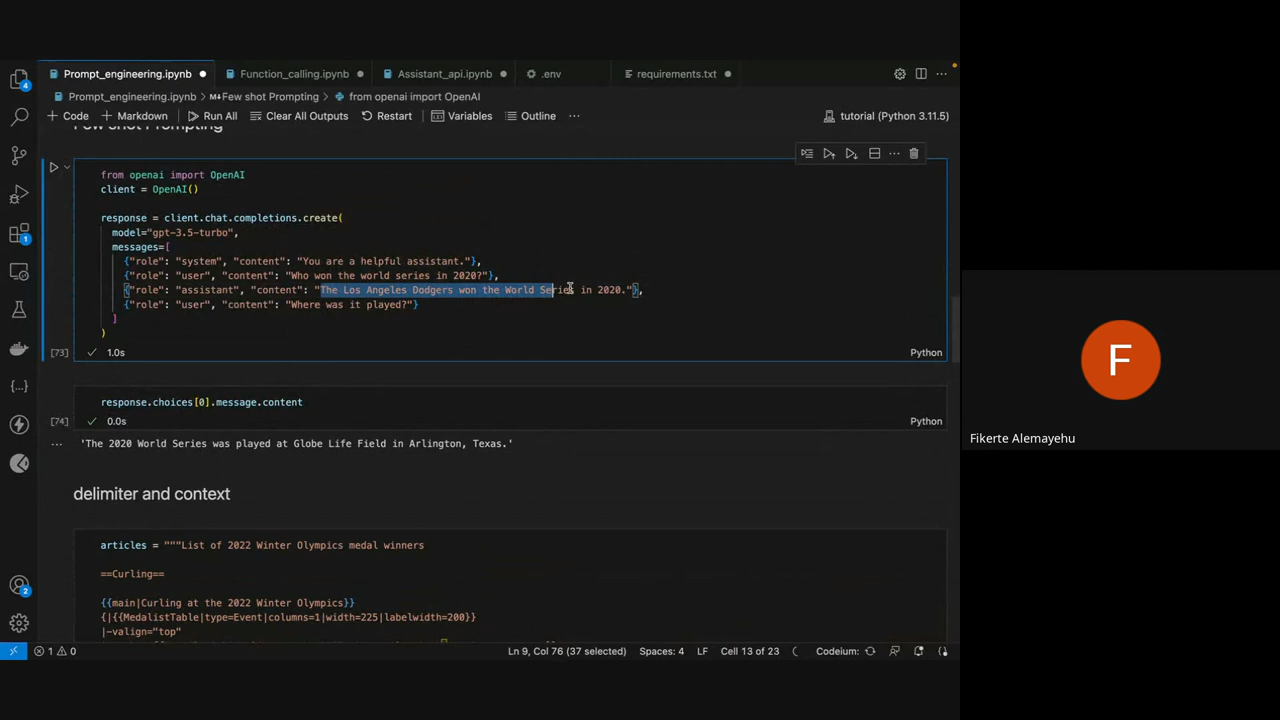 Prompt_engineering.ipynb Function_calling.ipynb Assistant_api.ipynb .env requirements.txt
Prompt_engineering.ipynb > Few shot Prompting > from openai import OpenAI
Code Markdown Run All Clear All Outputs Restart Variables Outline ... tutorial (Python 3.11.5)
Few shot Prompting
from openai import OpenAI
client = OpenAI()
response = client.chat.completions.create(
model="gpt-3.5-turbo",
messages=[
{"role": "system", "content": "You are a helpful assistant."},
{"role": "user", "content": "Who won the world series in 2020?"},
{"role": "assistant", "content": "The Los Angeles Dodgers won the World Series in 2020."},
{"role": "user", "content": "Where was it played?"}
]
)
[73] 1.0s Python
response.choices[0].message.content
[74] 0.0s Python
... 'The 2020 World Series was played at Globe Life Field in Arlington, Texas.'
delimiter and context
articles = """List of 2022 Winter Olympics medal winners
==Curling==
{{main|Curling at the 2022 Winter Olympics}}
{|{{MedalistTable|type=Event|columns=1|width=225|labelwidth=200}}
|-valign="top"
1 0 Ln 9, Col 76 (37 selected) Spaces: 4 LF Cell 13 of 23 Codeium:
4
1
2
F
Fikerte Alemayehu